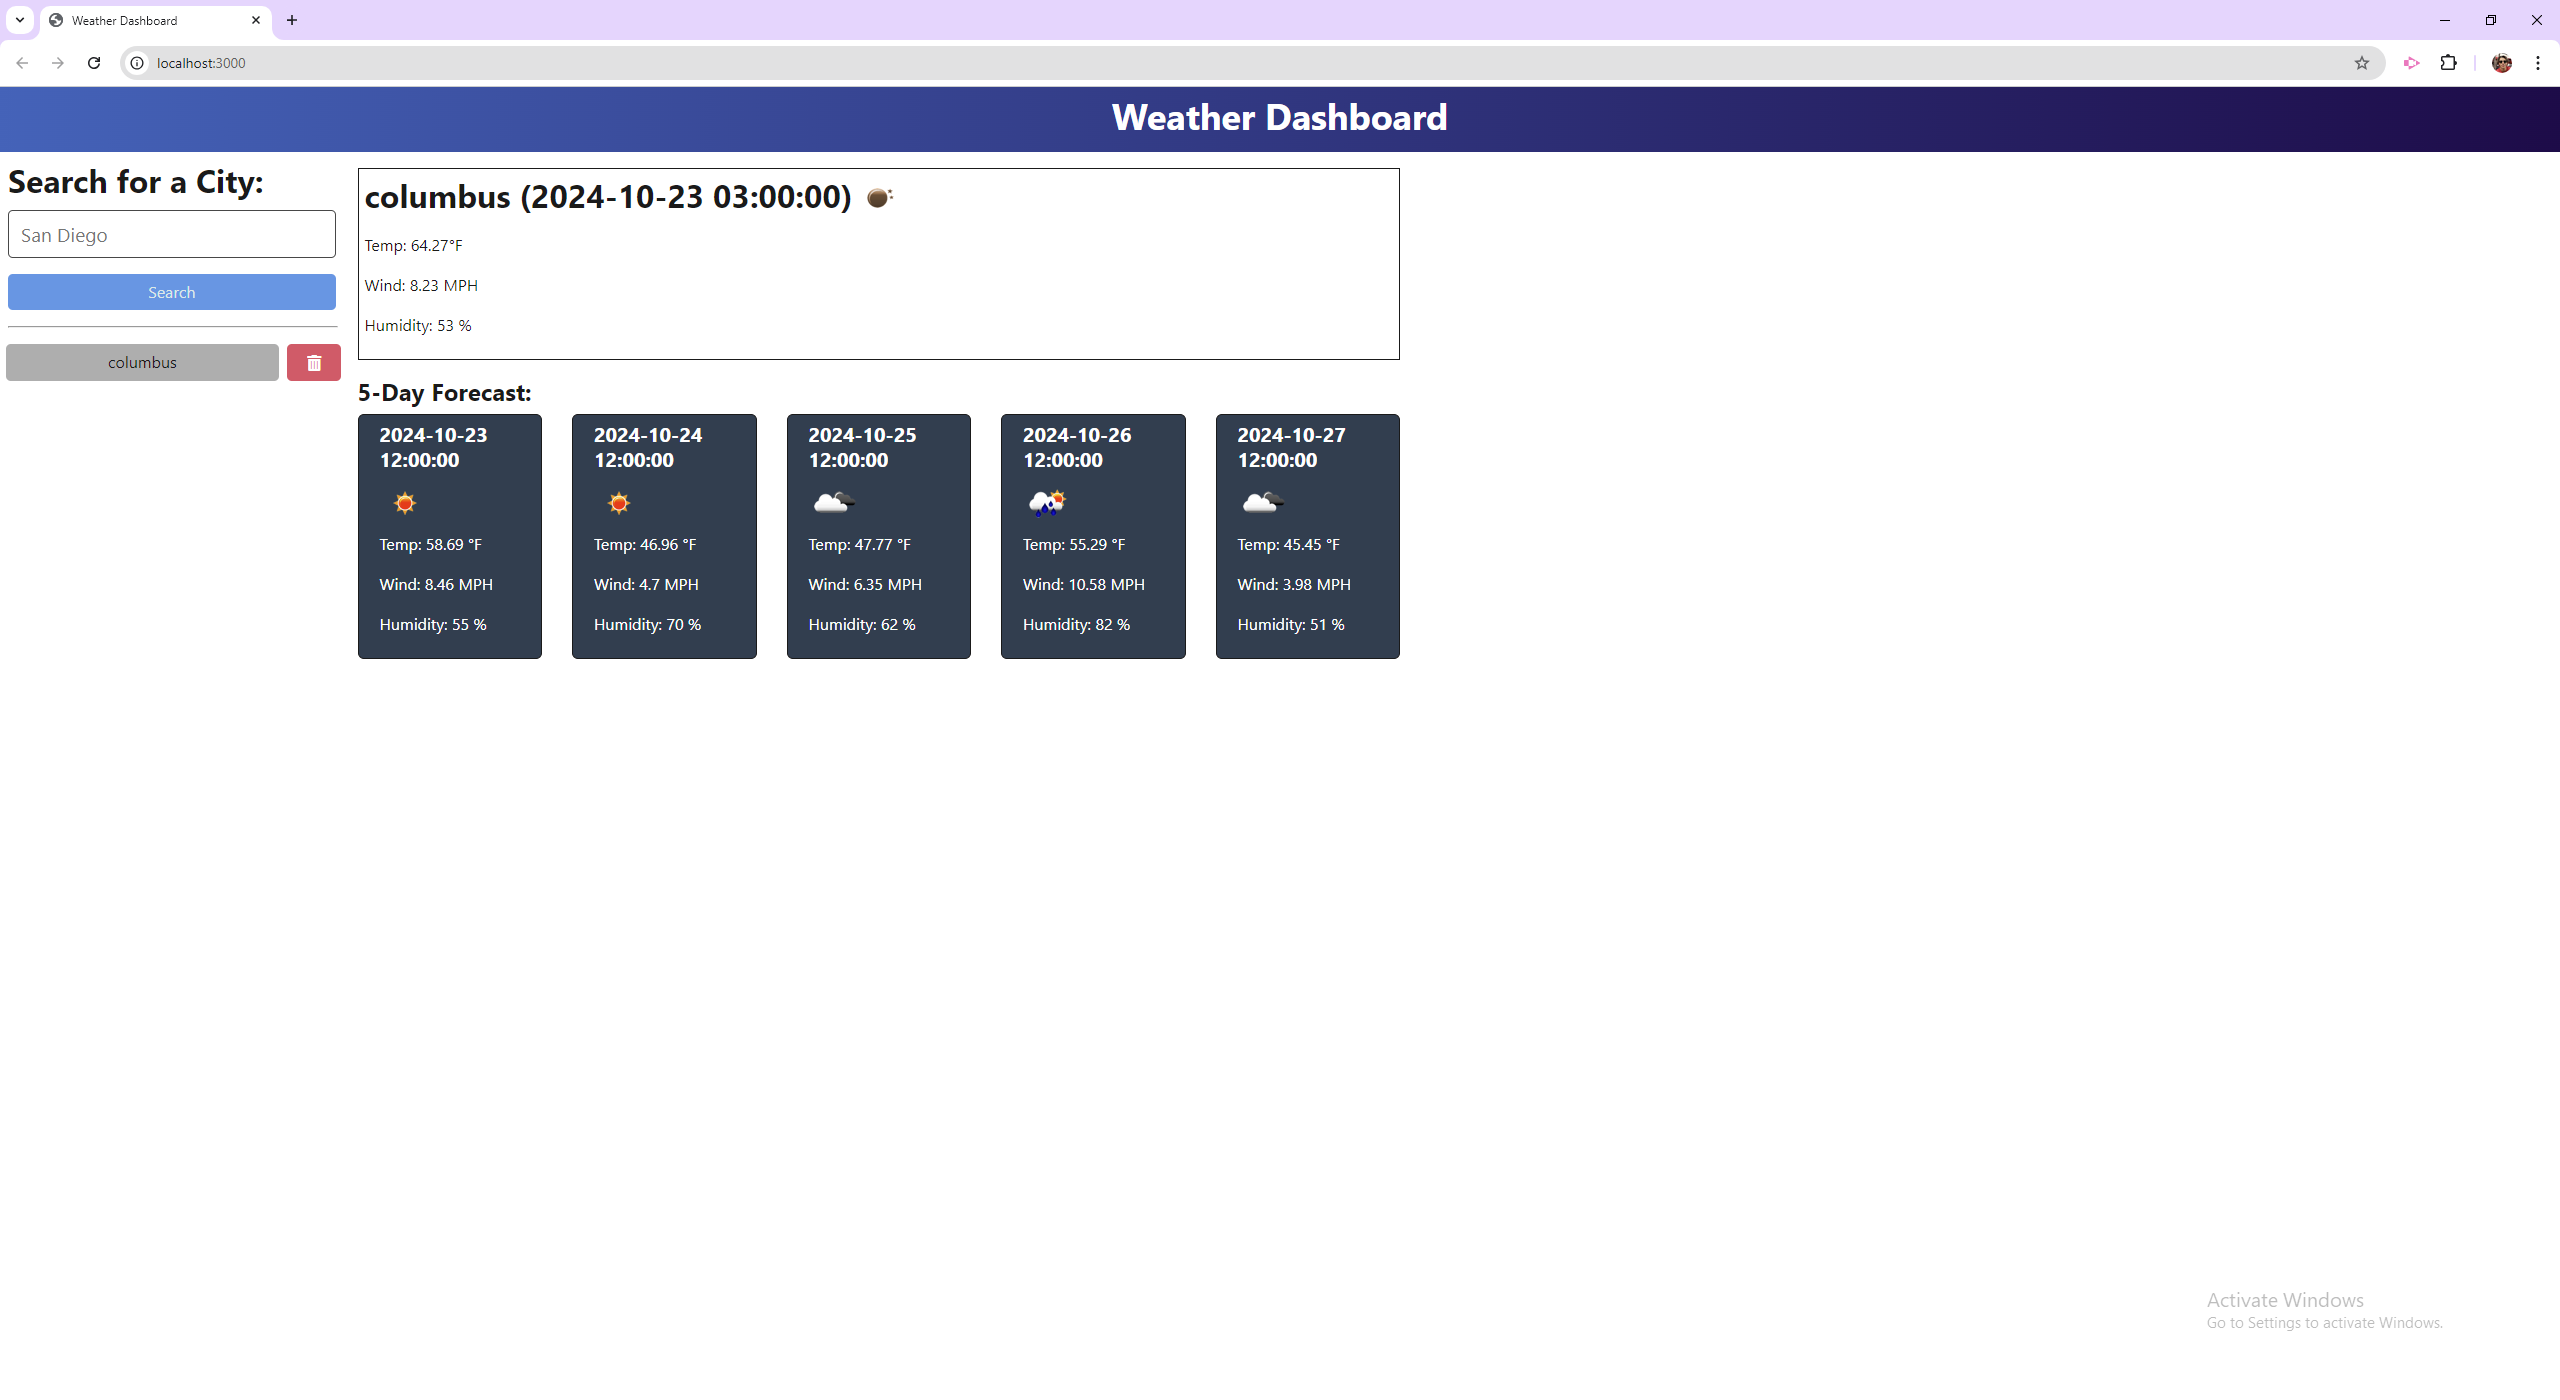 Weather Dashboard
localhost:3000
Weather Dashboard
Search for a City:
San Diego
Search
columbus
columbus (2024-10-23 03:00:00)
Temp: 64.27°F
Wind: 8.23 MPH
Humidity: 53 %
5-Day Forecast:
2024-10-23
12:00:00
Temp: 58.69 °F
Wind: 8.46 MPH
Humidity: 55 %
2024-10-24
12:00:00
Temp: 46.96 °F
Wind: 4.7 MPH
Humidity: 70 %
2024-10-25
12:00:00
Temp: 47.77 °F
Wind: 6.35 MPH
Humidity: 62 %
2024-10-26
12:00:00
Temp: 55.29 °F
Wind: 10.58 MPH
Humidity: 82 %
2024-10-27
12:00:00
Temp: 45.45 °F
Wind: 3.98 MPH
Humidity: 51 %
Activate Windows
Go to Settings to activate Windows.